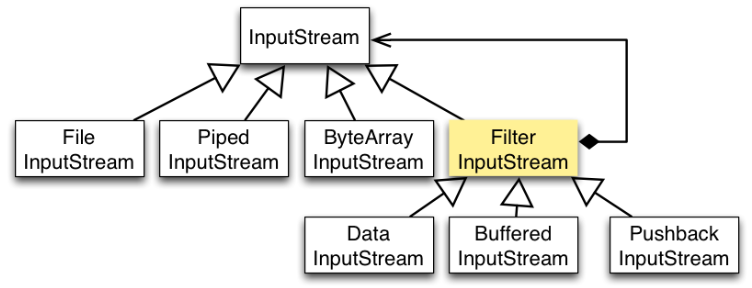 InputStream
File
InputStream
Piped
InputStream
ByteArray
InputStream
Filter
InputStream
Data
InputStream
Buffered
InputStream
Pushback
InputStream